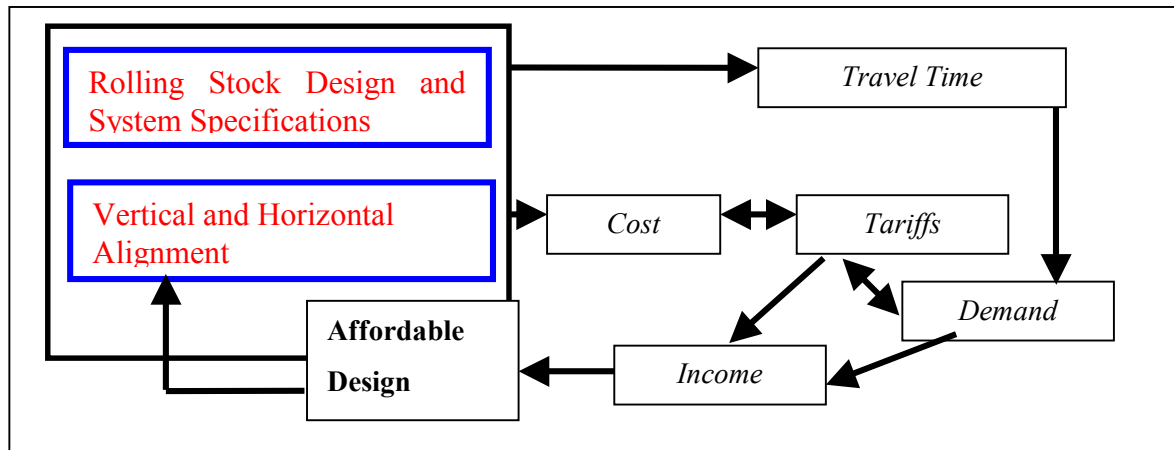 Rolling Stock Design and
System Specifications
Travel Time
Vertical and Horizontal
Alignment
Cost
Tariffs
Demand
Affordable
Design
Income